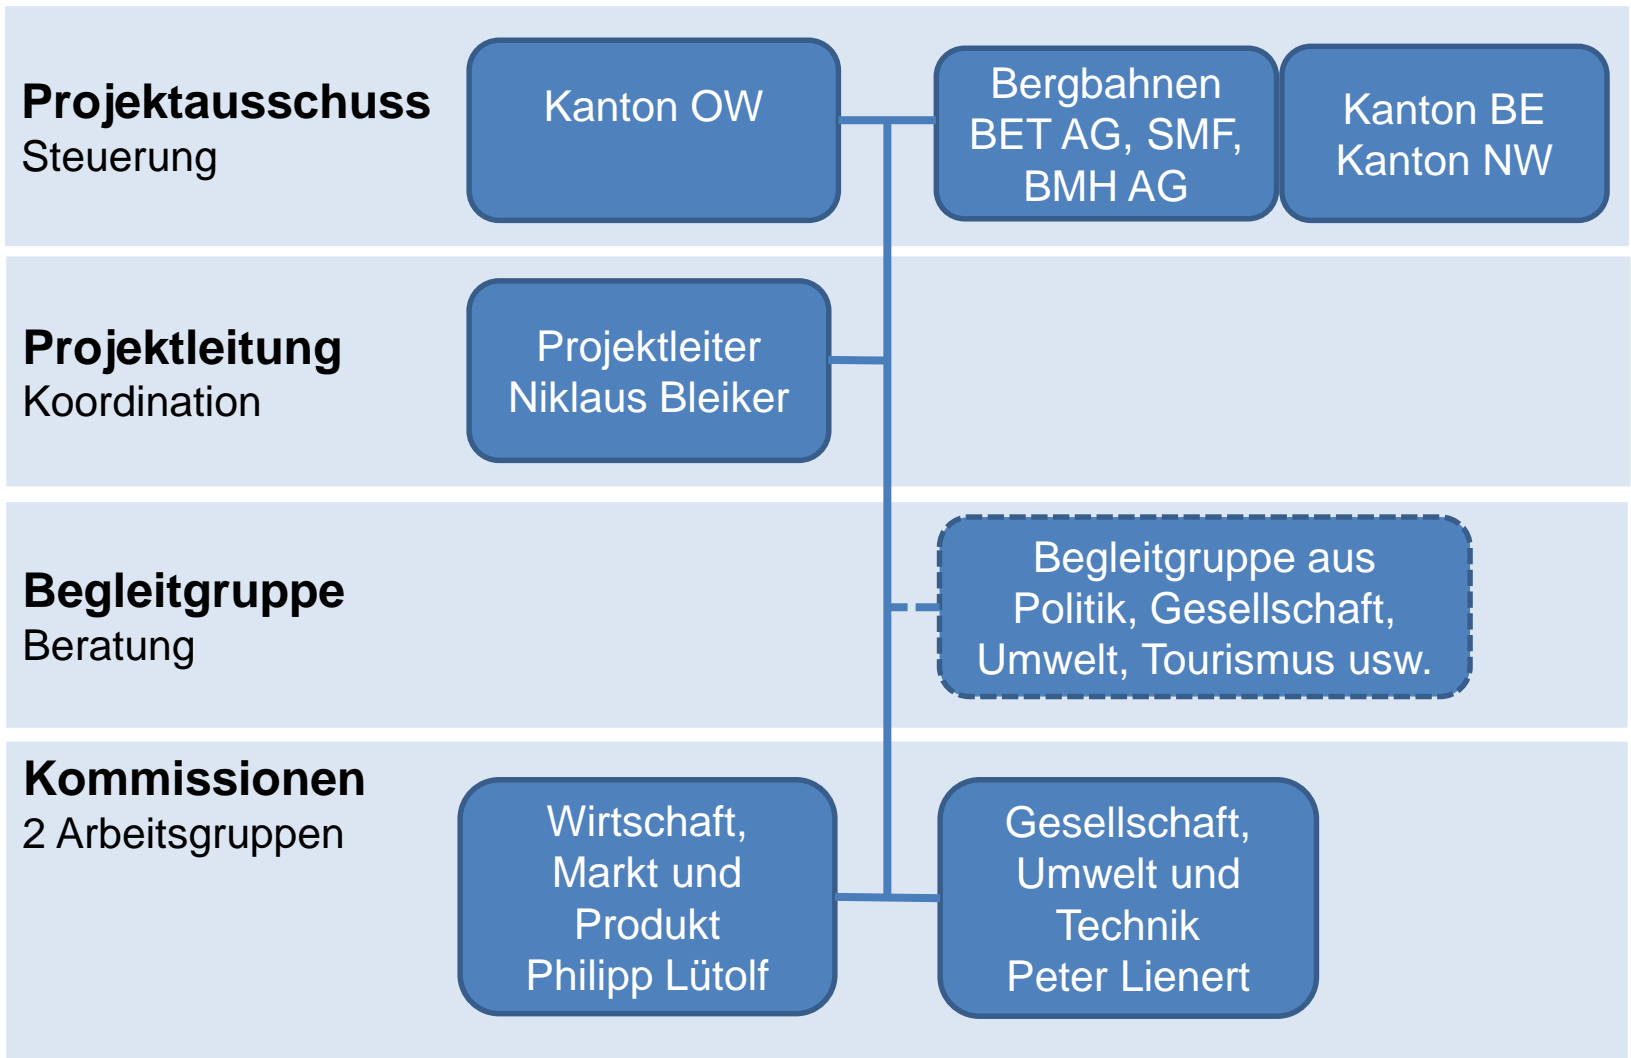 Projektausschuss
Steuerung
Kanton OW
Bergbahnen
BET AG, SMF,
BMH AG
Kanton BE
Kanton NW
Projektleitung
Koordination
Projektleiter
Niklaus Bleiker
Begleitgruppe
Beratung
Begleitgruppe aus
Politik, Gesellschaft,
Umwelt, Tourismus usw.
Kommissionen
2 Arbeitsgruppen
Wirtschaft,
Markt und
Produkt
Philipp Lütolf
Gesellschaft,
Umwelt und
Technik
Peter Lienert